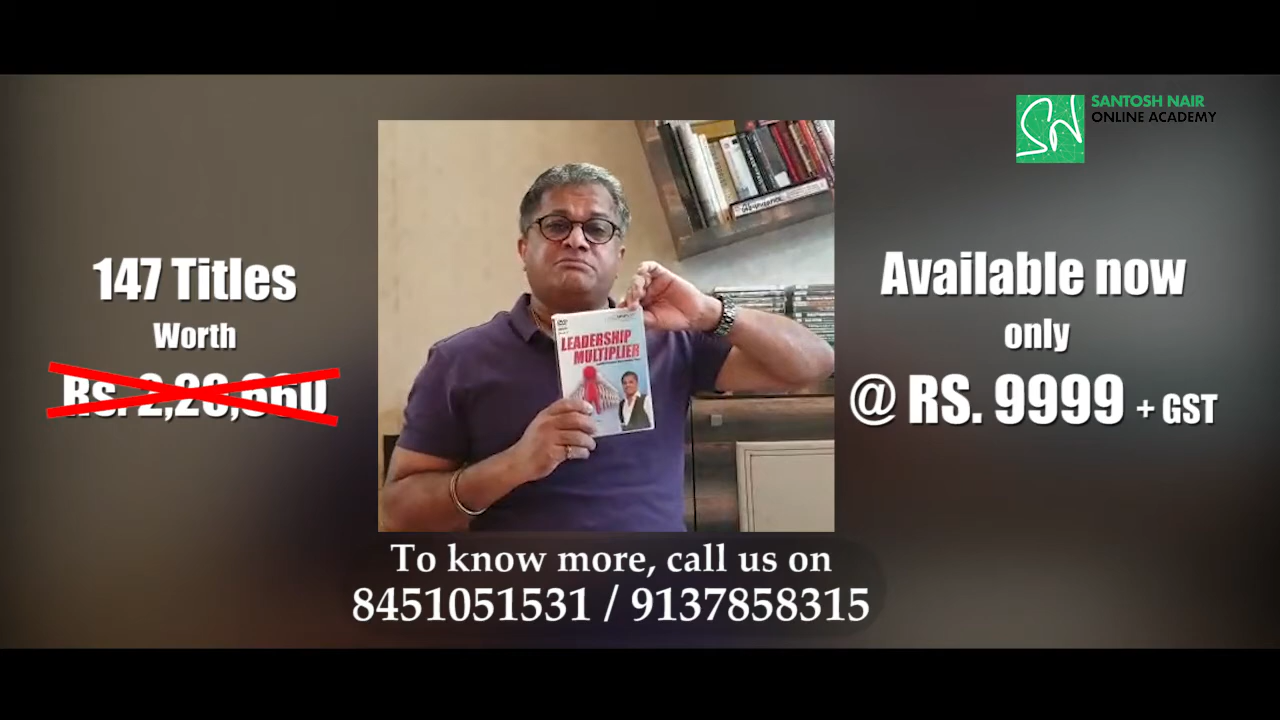 SANTOSH NAIR
ONLINE ACADEMY
147 Titles
Worth
LEADERSHIP
MULTIPLIER
Available now
only
@ RS. 9999 + GST
To know more, call us on
8451051531 / 9137858315